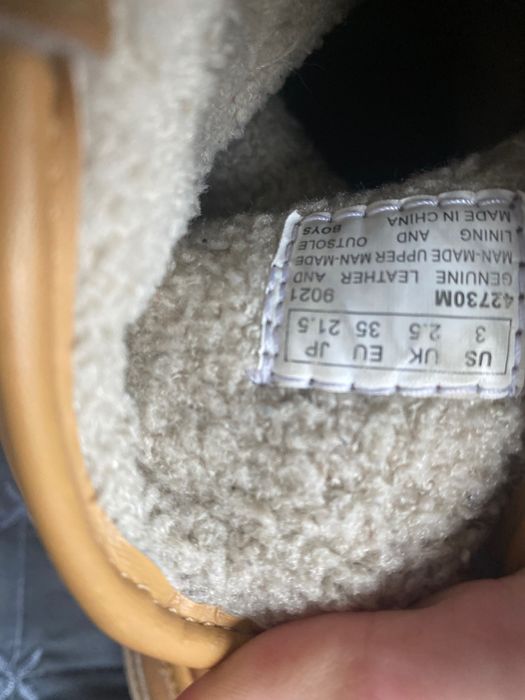 US UK EU JP
3 2.5 35 21.5
42730M 9021
GENUINE LEATHER AND
MAN-MADE UPPER MAN-MADE
LINING AND OUTSOLE
MADE IN CHINA BOYS